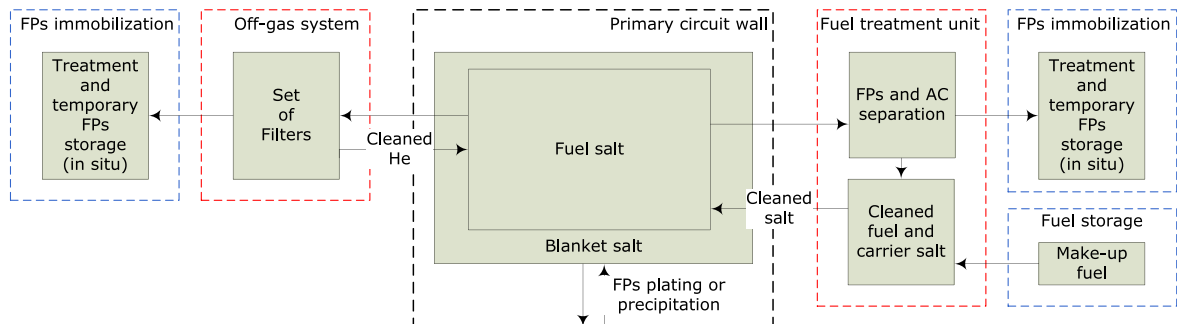 FPs immobilization
Off-gas system
Primary circuit wall
Fuel treatment unit
FPs immobilization
Treatment
and
temporary
FPs
storage
(in situ)
Set
of
Filters
Cleaned
He
Fuel salt
Blanket salt
FPs plating or
precipitation
Cleaned
salt
FPs and AC
separation
Cleaned
fuel and
carrier salt
Treatment
and
temporary
FPs
storage
(in situ)
Fuel storage
Make-up
fuel